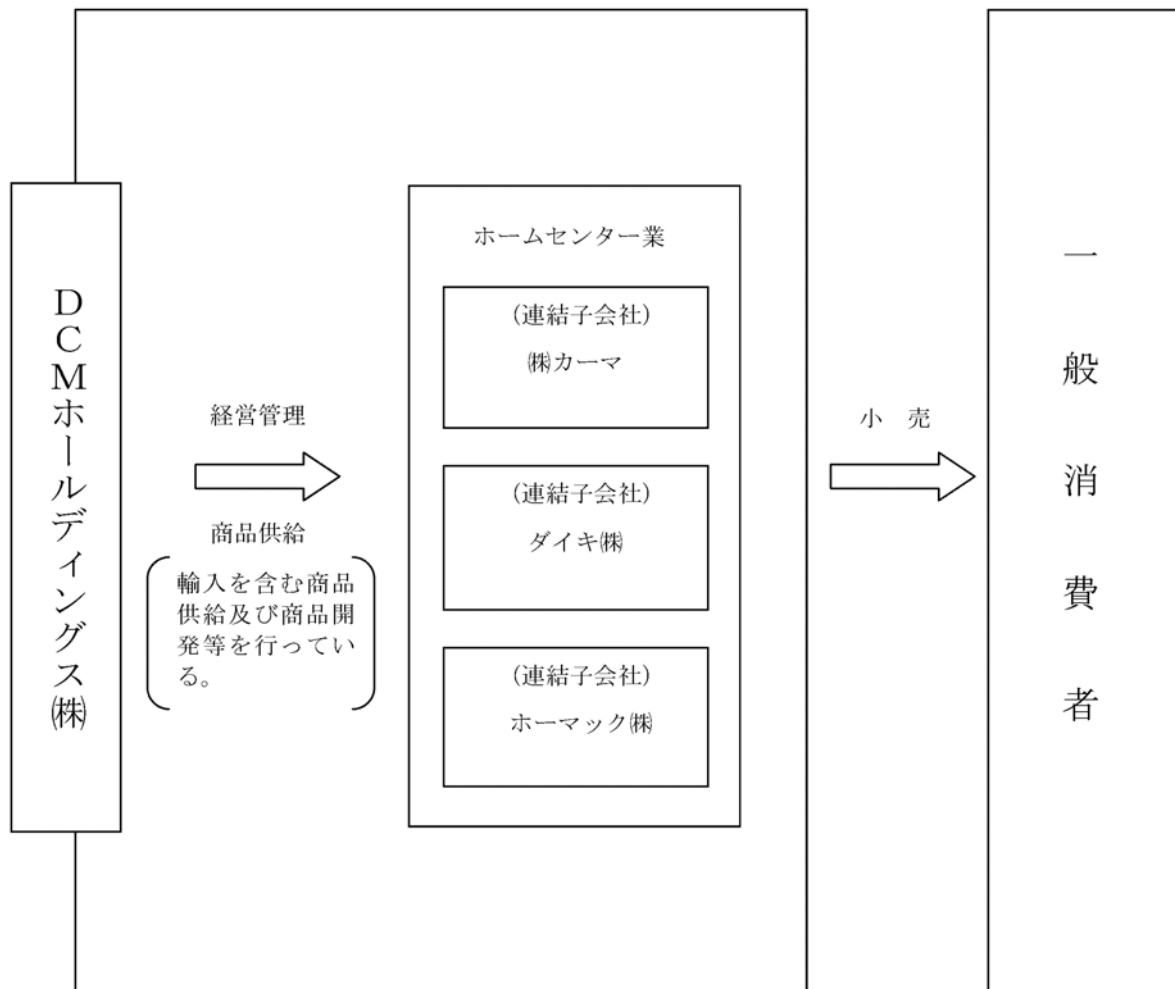 DCMホールディングス㈱
経営管理
商品供給
輸入を含む商品
供給及び商品開
発等を行ってい
る。
ホームセンター業
(連結子会社)
㈱カーマ
(連結子会社)
ダイキ㈱
(連結子会社)
ホーマック㈱
小　売
一般消費者